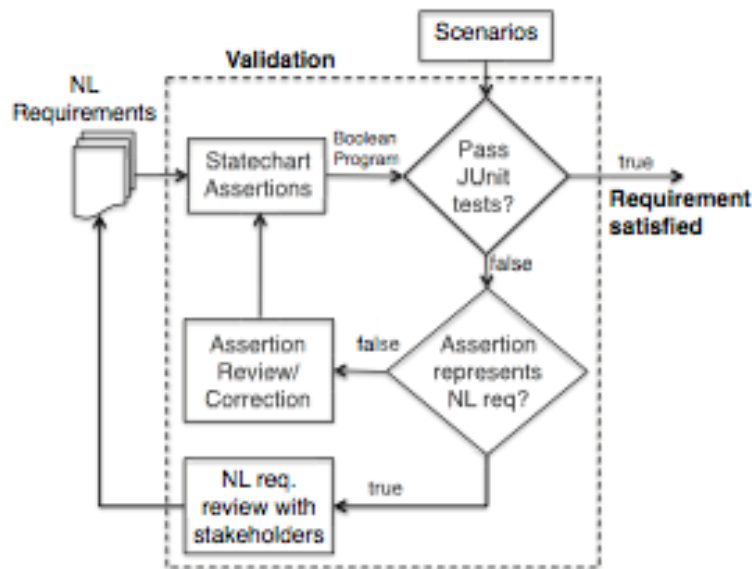 Scenarios
Validation
NL
Requirements
Statechart
Assertions
Boolean
Program
Pass
JUnit
tests?
true
Requirement
satisfied
false
Assertion
Review/
Correction
false
Assertion
represents
NL req?
NL req.
review with
stakeholders
true